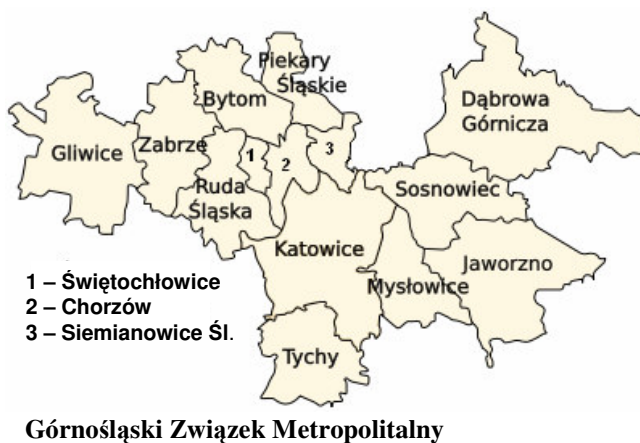 Piekary
Śląskie
Bytom
Dąbrowa
Górnicza
Gliwice
Zabrze
1
2
3
Ruda
Śląska
Sosnowiec
Katowice
Jaworzno
Mysłowice
1 – Świętochłowice
2 – Chorzów
3 – Siemianowice Śl.
Tychy
Górnośląski Związek Metropolitalny